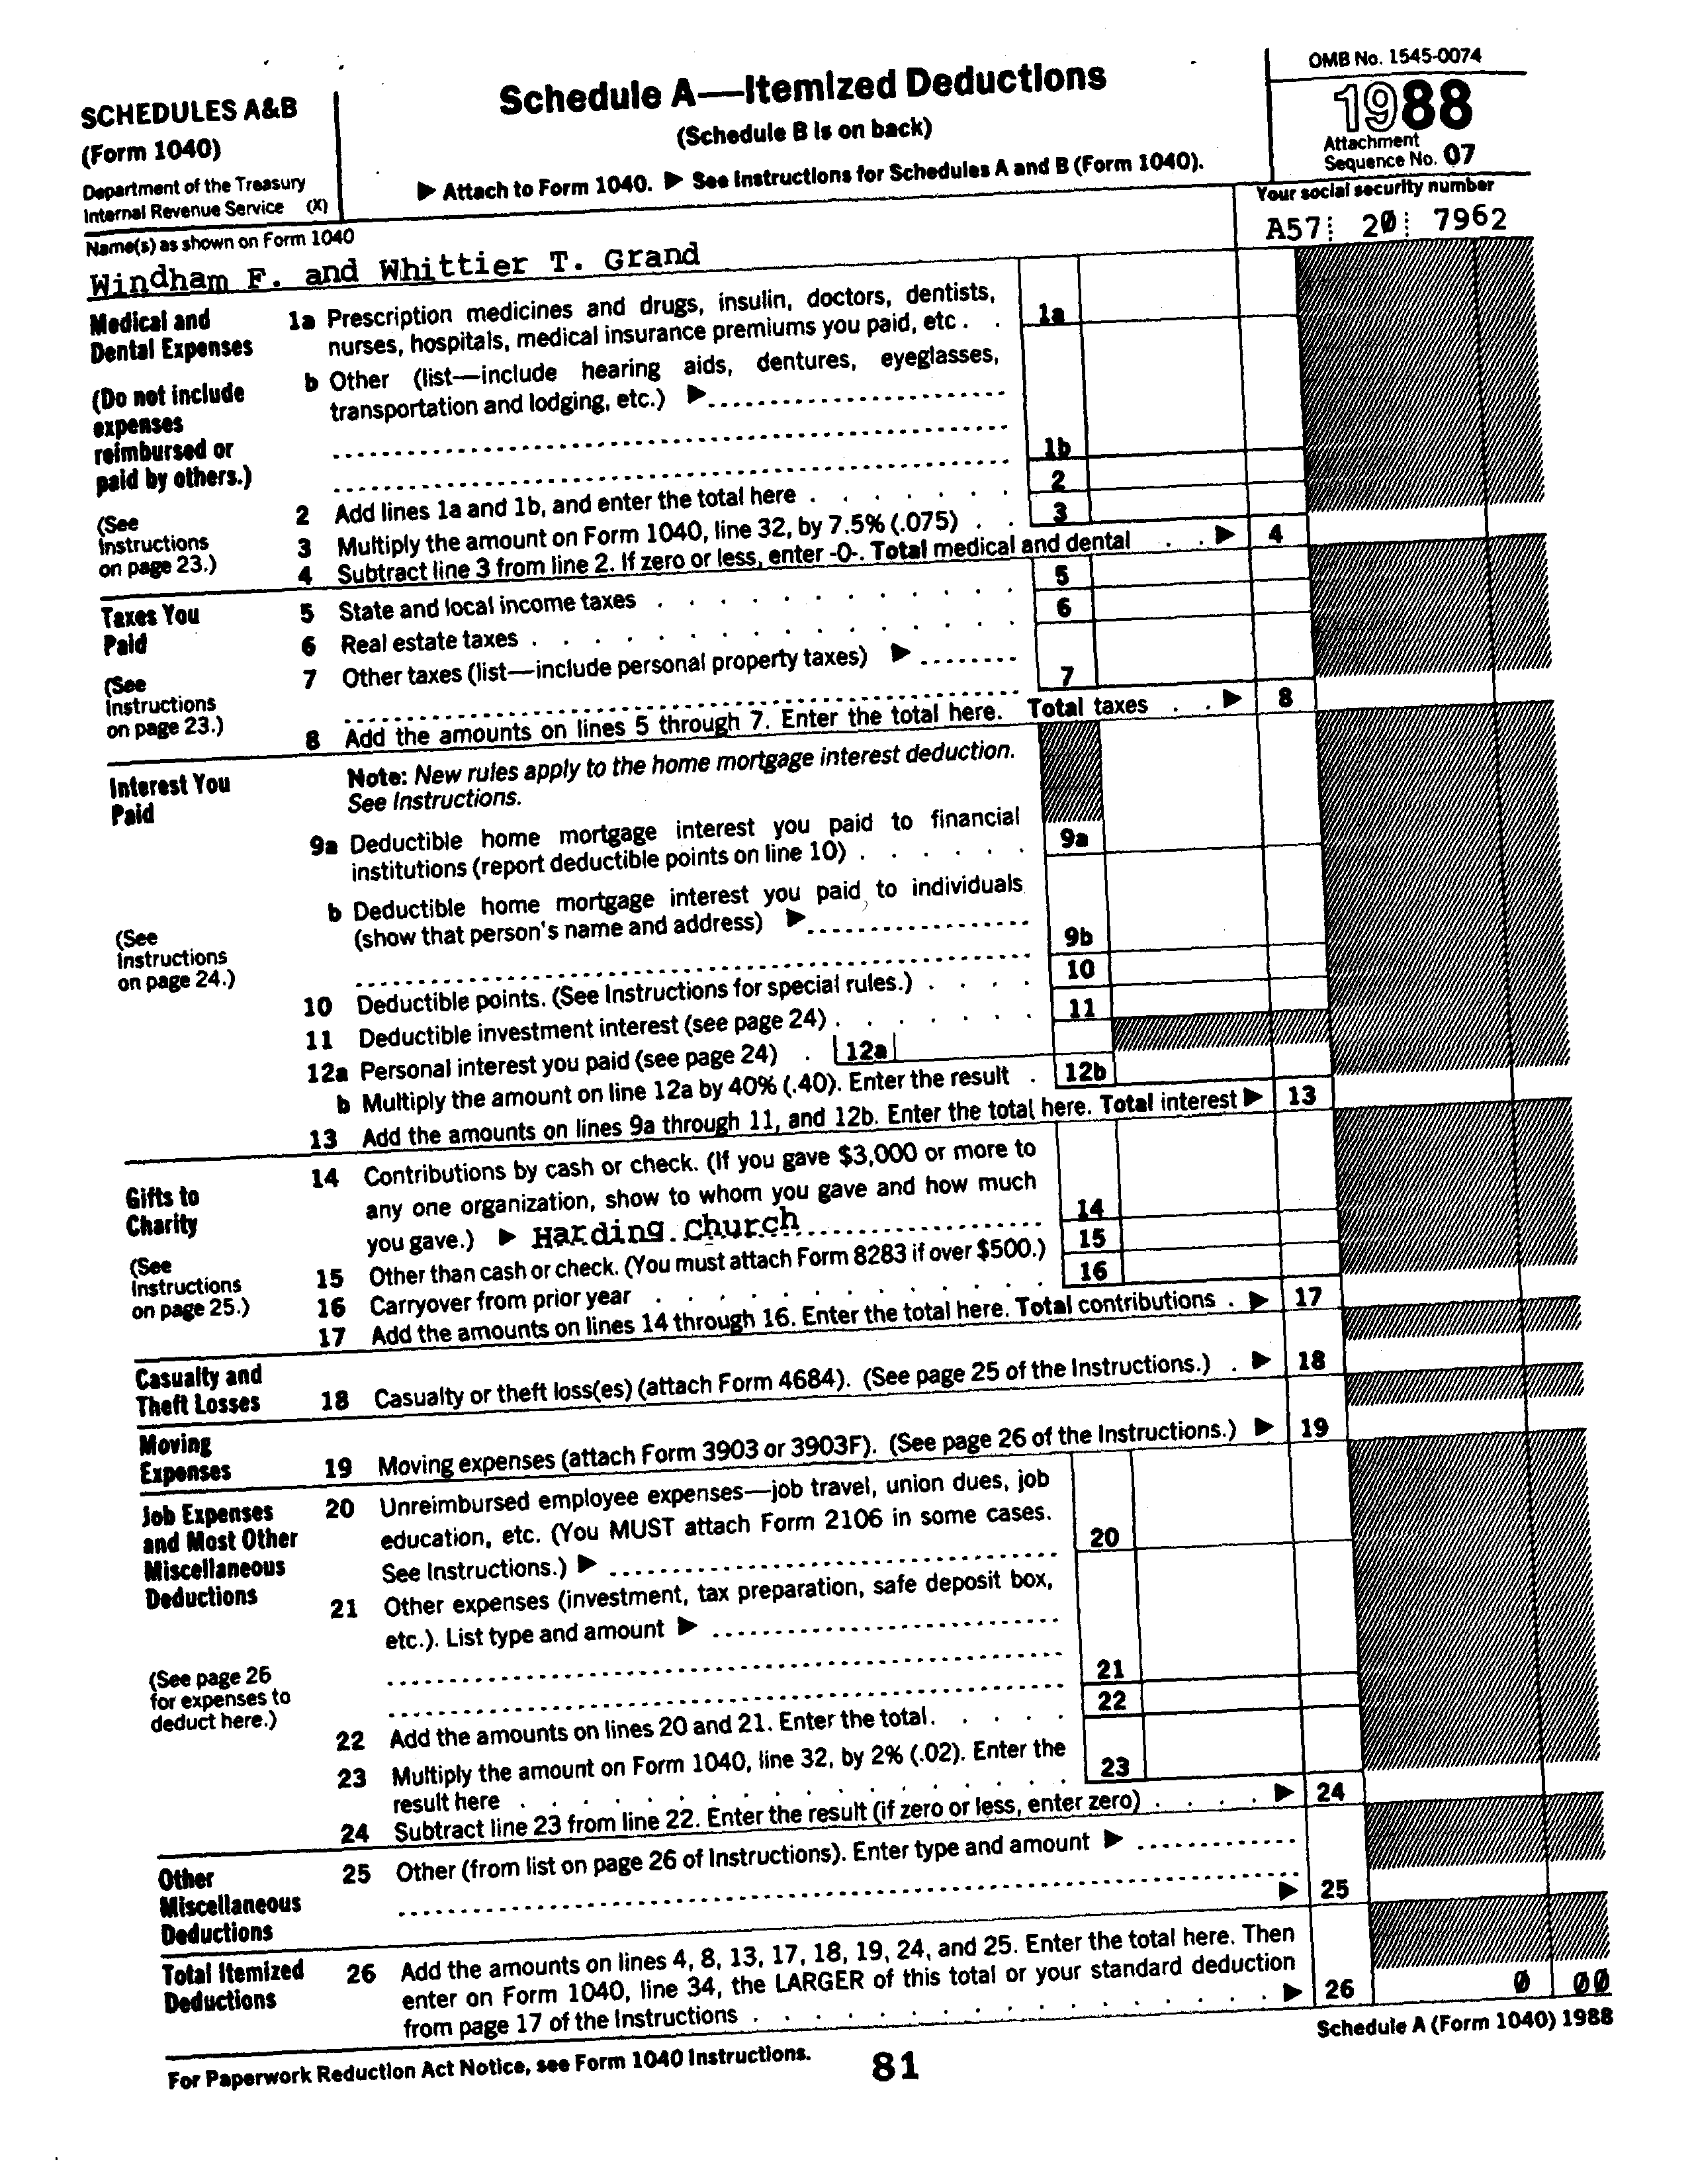 SCHEDULES A&B
(Form 1040)
Department of the Treasury
Internal Revenue Service (X)
Schedule A—Itemized Deductions
(Schedule B is on back)
▶ Attach to Form 1040. ▶ See Instructions for Schedules A and B (Form 1040).
OMB No. 1545-0074
1988
Attachment
Sequence No. 07
Name(s) as shown on Form 1040
Your social security number
Windham F. and Whittier T. Grand
A57 20 7962
Medical and
Dental Expenses
(Do not include
expenses
reimbursed or
paid by others.)
(See
Instructions
on page 23.)
1a Prescription medicines and drugs, insulin, doctors, dentists,
nurses, hospitals, medical insurance premiums you paid, etc . . 1a
b Other (list—include hearing aids, dentures, eyeglasses,
transportation and lodging, etc.) ▶
1b
2 Add lines 1a and 1b, and enter the total here . . . . . . . 2
3 Multiply the amount on Form 1040, line 32, by 7.5% (.075) . . 3
4 Subtract line 3 from line 2. If zero or less, enter -0-. Total medical and dental . . ▶ 4
Taxes You
Paid
(See
Instructions
on page 23.)
5 State and local income taxes . . . . . . . . . . . . 5
6 Real estate taxes . . . . . . . . . . . . . . . . 6
7 Other taxes (list—include personal property taxes) ▶
7
8 Add the amounts on lines 5 through 7. Enter the total here. Total taxes . . ▶ 8
Interest You
Paid
(See
Instructions
on page 24.)
Note: New rules apply to the home mortgage interest deduction.
See Instructions.
9a Deductible home mortgage interest you paid to financial
institutions (report deductible points on line 10) . . . . . . 9a
b Deductible home mortgage interest you paid to individuals
(show that person's name and address) ▶
9b
10 Deductible points. (See Instructions for special rules.) . . . . 10
11 Deductible investment interest (see page 24) . . . . . . . 11
12a Personal interest you paid (see page 24) . 12a
b Multiply the amount on line 12a by 40% (.40). Enter the result . 12b
13 Add the amounts on lines 9a through 11, and 12b. Enter the total here. Total interest ▶ 13
Gifts to
Charity
(See
Instructions
on page 25.)
14 Contributions by cash or check. (If you gave $3,000 or more to
any one organization, show to whom you gave and how much
you gave.) ▶ Harding Church 14
15 Other than cash or check. (You must attach Form 8283 if over $500.) 15
16 Carryover from prior year . . . . . . . . . . . . . 16
17 Add the amounts on lines 14 through 16. Enter the total here. Total contributions . ▶ 17
Casualty and
Theft Losses
18 Casualty or theft loss(es) (attach Form 4684). (See page 25 of the Instructions.) . ▶ 18
Moving
Expenses
19 Moving expenses (attach Form 3903 or 3903F). (See page 26 of the Instructions.) ▶ 19
Job Expenses
and Most Other
Miscellaneous
Deductions
(See page 26
for expenses to
deduct here.)
20 Unreimbursed employee expenses—job travel, union dues, job
education, etc. (You MUST attach Form 2106 in some cases.
See Instructions.) ▶ 20
21 Other expenses (investment, tax preparation, safe deposit box,
etc.). List type and amount ▶
21
22 Add the amounts on lines 20 and 21. Enter the total. . . . . 22
23 Multiply the amount on Form 1040, line 32, by 2% (.02). Enter the
result here . . . . . . . . . . . . . . . . 23
24 Subtract line 23 from line 22. Enter the result (if zero or less, enter zero) . . . . ▶ 24
Other
Miscellaneous
Deductions
25 Other (from list on page 26 of Instructions). Enter type and amount ▶
▶ 25
Total Itemized
Deductions
26 Add the amounts on lines 4, 8, 13, 17, 18, 19, 24, and 25. Enter the total here. Then
enter on Form 1040, line 34, the LARGER of this total or your standard deduction
from page 17 of the Instructions . . . . . . . . . . . . . . . . ▶ 26 0 00
For Paperwork Reduction Act Notice, see Form 1040 Instructions.
81
Schedule A (Form 1040) 1988